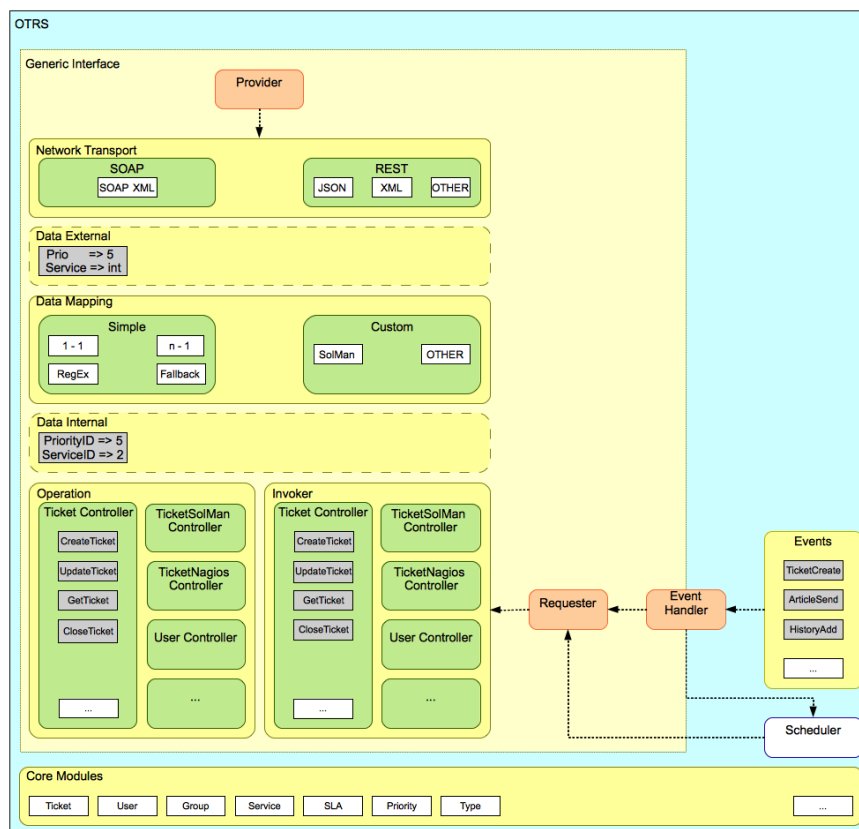 OTRS
Generic Interface
Provider
Network Transport
SOAP
SOAP XML
REST
JSON
XML
OTHER
Data External
Prio => 5
Service => int
Data Mapping
Simple
1 - 1
n - 1
RegEx
Fallback
Custom
SolMan
OTHER
Data Internal
PriorityID => 5
ServiceID => 2
Operation
Ticket Controller
CreateTicket
UpdateTicket
GetTicket
CloseTicket
...
TicketSolMan
Controller
TicketNagios
Controller
User Controller
...
Invoker
Ticket Controller
CreateTicket
UpdateTicket
GetTicket
CloseTicket
...
TicketSolMan
Controller
TicketNagios
Controller
User Controller
...
Requester
Event
Handler
Events
TicketCreate
ArticleSend
HistoryAdd
...
Scheduler
Core Modules
Ticket
User
Group
Service
SLA
Priority
Type
...